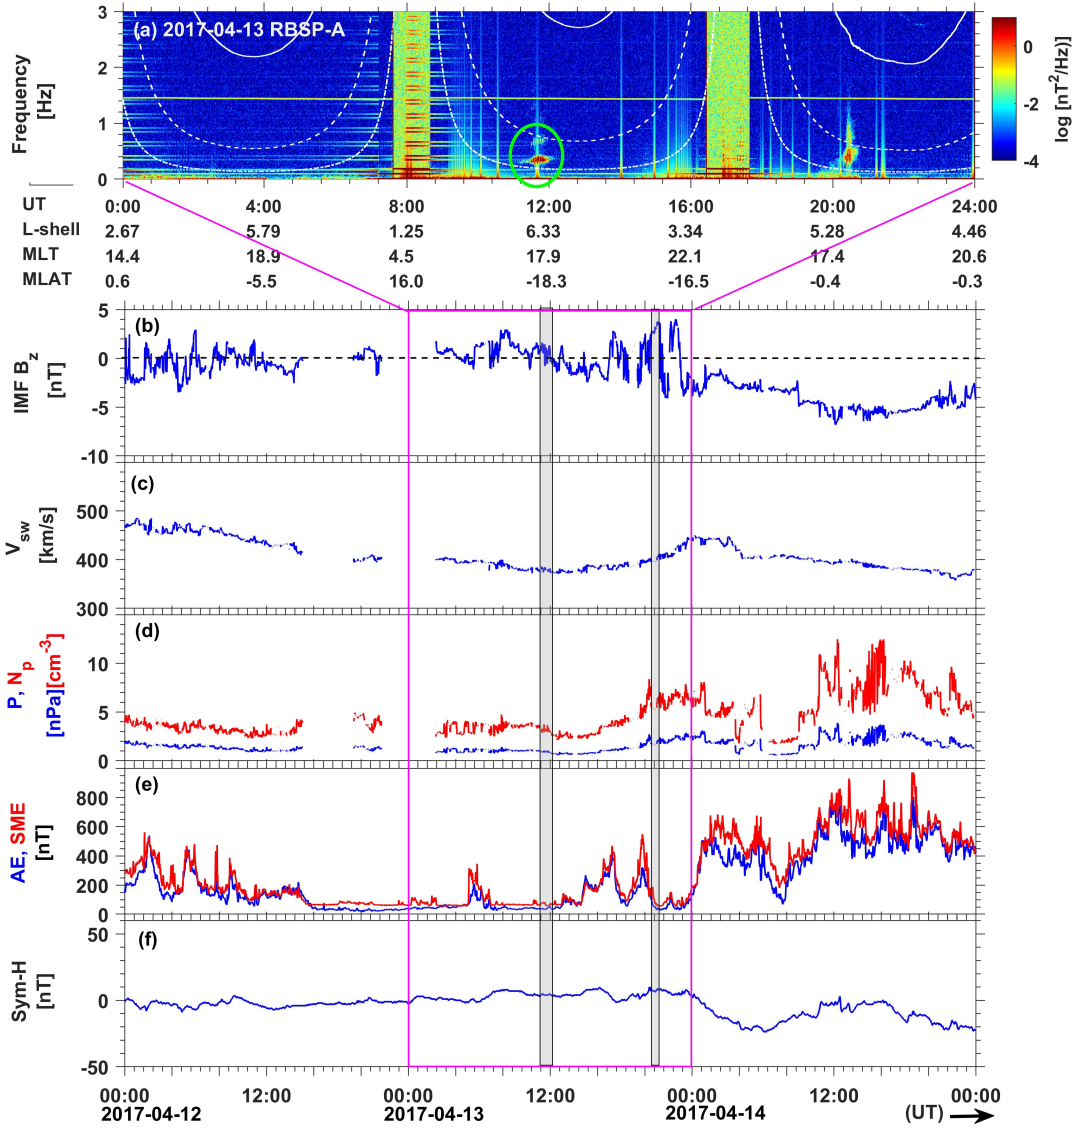 (a) 2017-04-13 RBSP-A
3
2
1
0
Frequency
[Hz]
0
-2
-4
log [nT2/Hz)]
UT 0:00 4:00 8:00 12:00 16:00 20:00 24:00
L-shell 2.67 5.79 1.25 6.33 3.34 5.28 4.46
MLT 14.4 18.9 4.5 17.9 22.1 17.4 20.6
MLAT 0.6 -5.5 16.0 -18.3 -16.5 -0.4 -0.3
(b)
5
0
-5
-10
IMF Bz
[nT]
(c)
500
400
300
Vsw
[km/s]
(d)
10
5
0
P, Np
[nPa][cm-3]
(e)
800
600
400
200
0
AE, SME
[nT]
(f)
50
0
-50
Sym-H
[nT]
00:00 12:00 00:00 12:00 00:00 12:00 00:00
2017-04-12 2017-04-13 2017-04-14 (UT)